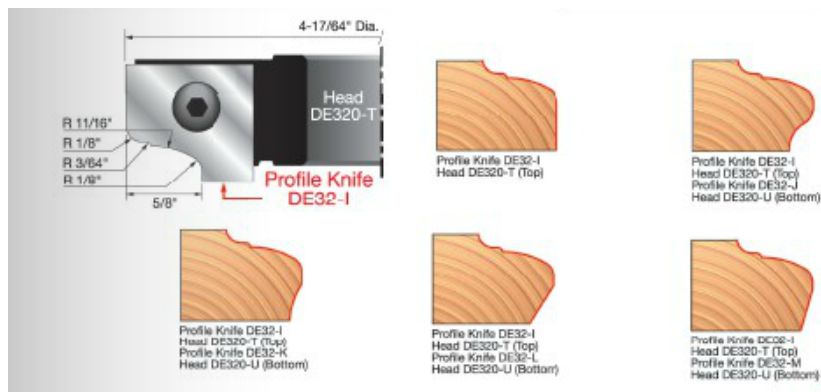 4-17/64" Dia.
Head
DE320-T
R 11/16"
R 1/8"
R 3/64"
R 1/8"
5/8"
Profile Knife
DE32-I
Profile Knife DE32-I
Head DE320-T (Top)
Profile Knife DE32-I
Head DE320-T (Top)
Profile Knife DE32-J
Head DE320-U (Bottom)
Profile Knife DE32-I
Head DE320-T (Top)
Profile Knife DE32-K
Head DE320-U (Bottom)
Profile Knife DE32-I
Head DE320-T (Top)
Profile Knife DE32-L
Head DE320-U (Bottom)
Profile Knife DE32-I
Head DE320-T (Top)
Profile Knife DE32-M
Head DE320-U (Bottom)